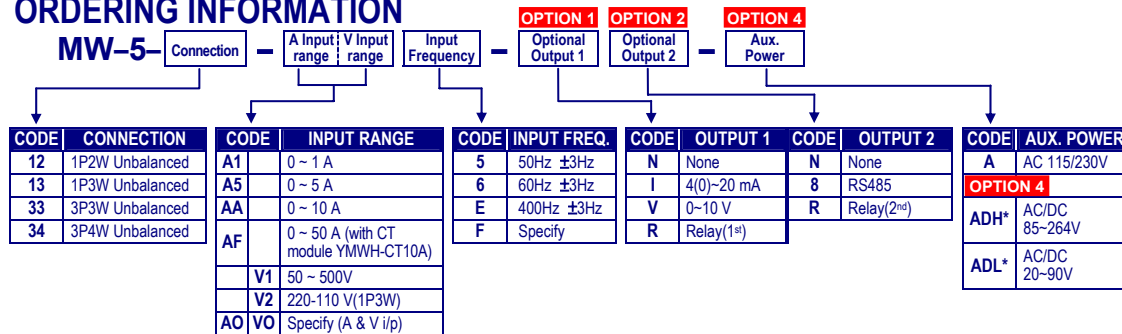 ORDERING INFORMATION
OPTION 1 OPTION 2 OPTION 4
MW–5– Connection – A Input range V Input range Input Frequency – Optional Output 1 Optional Output 2 – Aux. Power
CODE CONNECTION
12 1P2W Unbalanced
13 1P3W Unbalanced
33 3P3W Unbalanced
34 3P4W Unbalanced
CODE INPUT RANGE
A1 0 ~ 1 A
A5 0 ~ 5 A
AA 0 ~ 10 A
AF 0 ~ 50 A (with CT
module YMWH-CT10A)
V1 50 ~ 500V
V2 220-110 V(1P3W)
AO VO Specify (A & V i/p)
CODE INPUT FREQ.
5 50Hz ±3Hz
6 60Hz ±3Hz
E 400Hz ±3Hz
F Specify
CODE OUTPUT 1
N None
I 4(0)~20 mA
V 0~10 V
R Relay(1st)
CODE OUTPUT 2
N None
8 RS485
R Relay(2nd)
CODE AUX. POWER
A AC 115/230V
OPTION 4
ADH* AC/DC
85~264V
ADL* AC/DC
20~90V